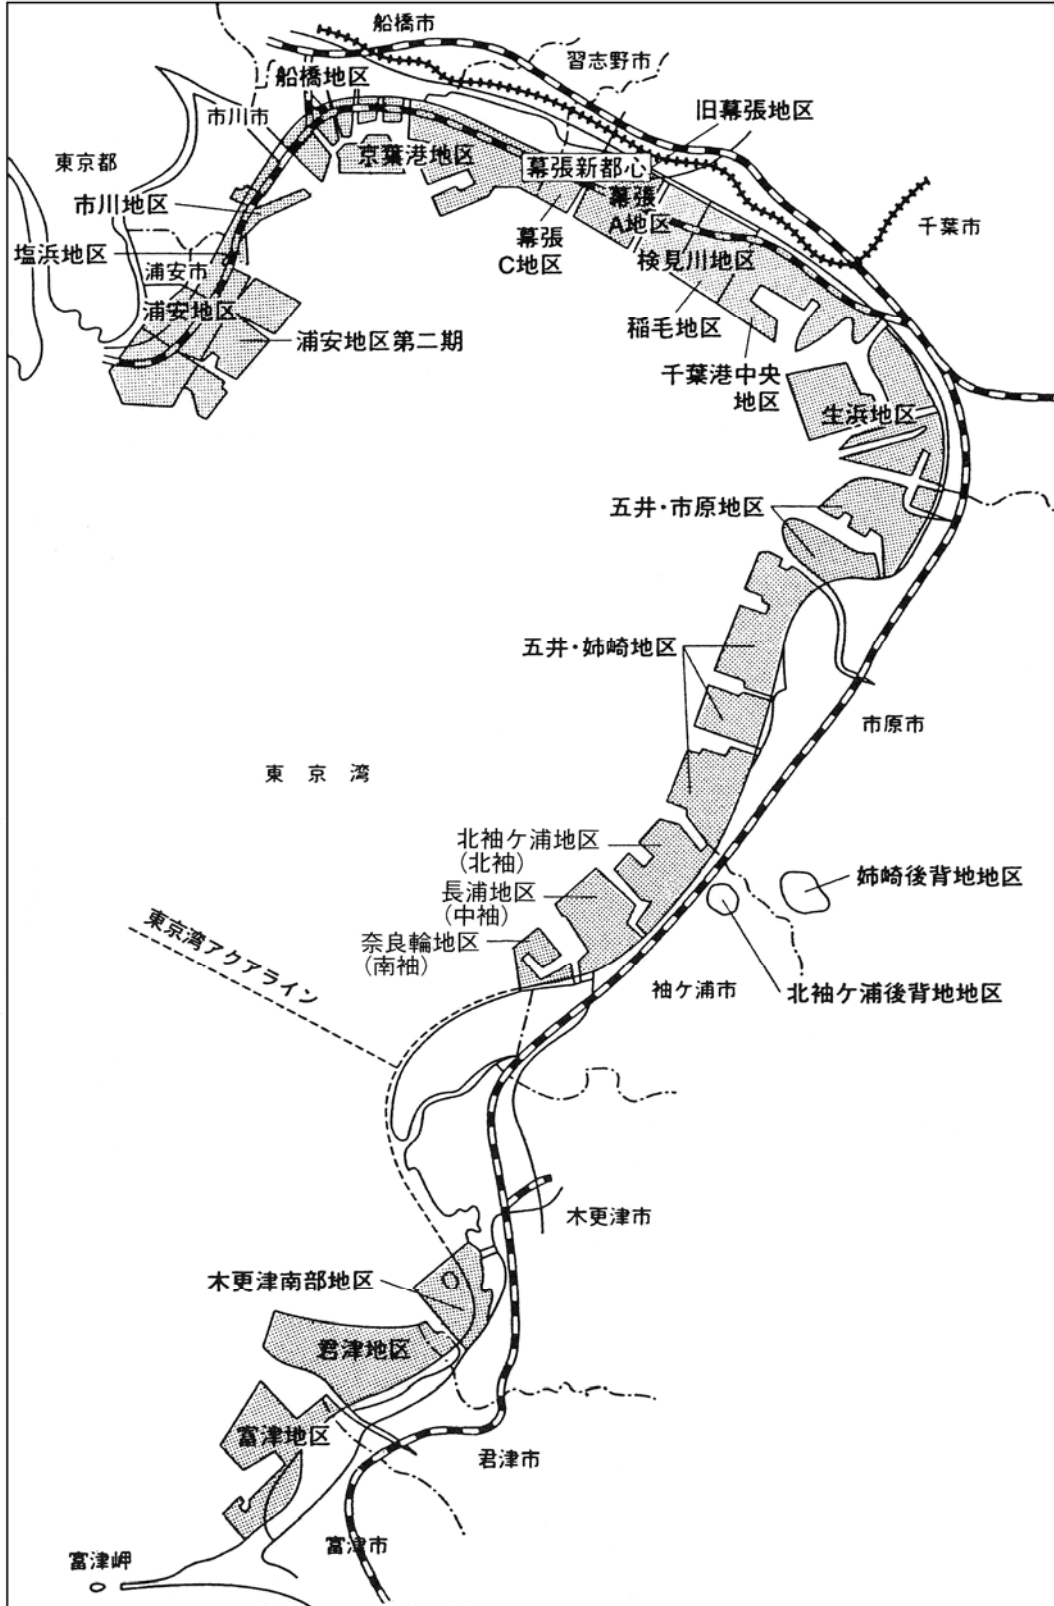 船橋市
習志野市
船橋地区
旧幕張地区
市川市
東京都
京葉港地区
幕張新都心
市川地区
幕張
A地区
千葉市
幕張
C地区
塩浜地区
浦安市
検見川地区
浦安地区
稲毛地区
浦安地区第二期
千葉港中央
地区
生浜地区
五井・市原地区
五井・姉崎地区
市原市
東京湾
北袖ケ浦地区
(北袖)
姉崎後背地地区
長浦地区
(中袖)
東京湾アクアライン
奈良輪地区
(南袖)
袖ケ浦市
北袖ケ浦後背地地区
木更津市
木更津南部地区
君津地区
富津地区
君津市
富津市
富津岬